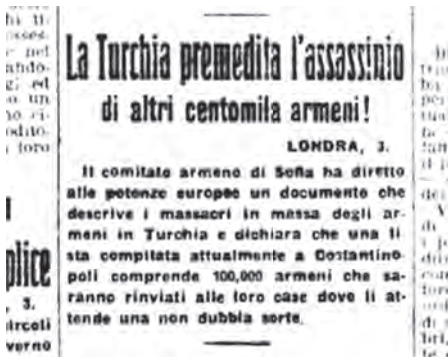 La Turchia premedita l'assassinio
di altri centomila armeni!
LONDRA, 3.
Il comitato armeno di Sofia ha diretto
alle potenze europee un documento che
descrive i massacri in massa degli ar-
meni in Turchia e dichiara che una li
sta compilata attualmente a Costantino
poli comprende 100,000 armeni che sa-
ranno rinviati alle loro case dove li at-
tende una non dubbia sorte.
plice
, 3.
ircoli
verno